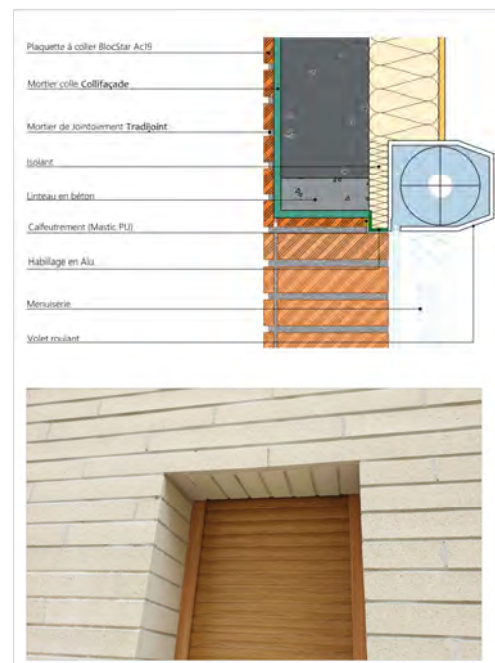 Plaquette à coller BlocStar Ac19
Mortier colle Collifaçade
Mortier de Jointoiement Tradijoint
Isolant
Linteau en béton
Calfeutrement (Mastic PU)
Habillage en Alu.
Menuiserie
Volet roulant